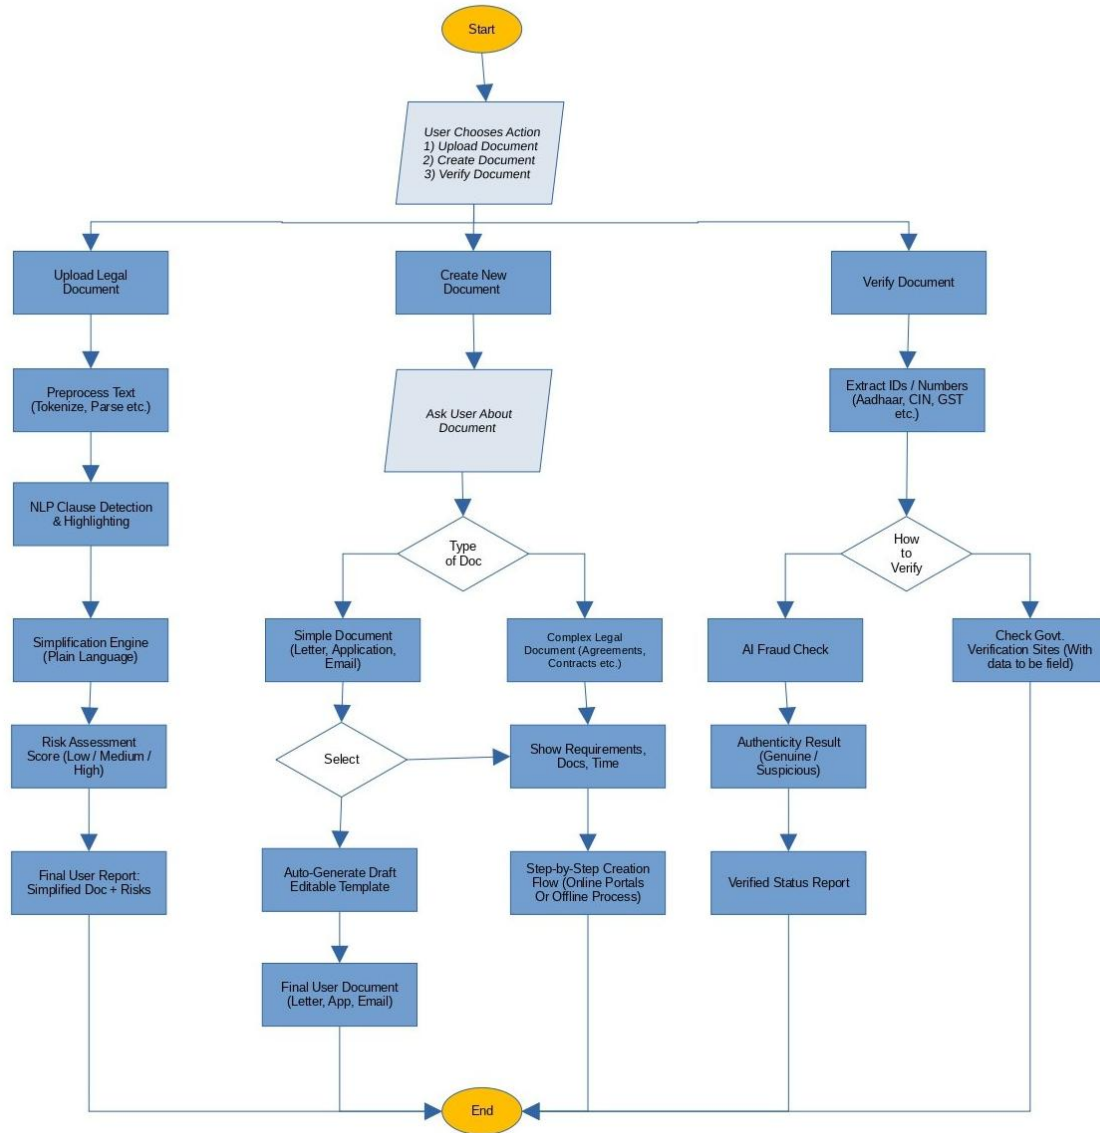 Start
User Chooses Action
1) Upload Document
2) Create Document
3) Verify Document
Upload Legal
Document
Create New
Document
Verify Document
Preprocess Text
(Tokenize, Parse etc.)
Ask User About
Document
Extract IDs / Numbers
(Aadhaar, CIN, GST
etc.)
NLP Clause Detection
& Highlighting
Type
of Doc
How
to
Verify
Simplification Engine
(Plain Language)
Simple Document
(Letter, Application,
Email)
Complex Legal
Document (Agreements,
Contracts etc.)
AI Fraud Check
Check Govt.
Verification Sites (With
data to be field)
Risk Assessment
Score (Low / Medium /
High)
Select
Show Requirements,
Docs, Time
Authenticity Result
(Genuine /
Suspicious)
Final User Report:
Simplified Doc + Risks
Auto-Generate Draft
Editable Template
Step-by-Step Creation
Flow (Online Portals
Or Offline Process)
Verified Status Report
Final User Document
(Letter, App, Email)
End